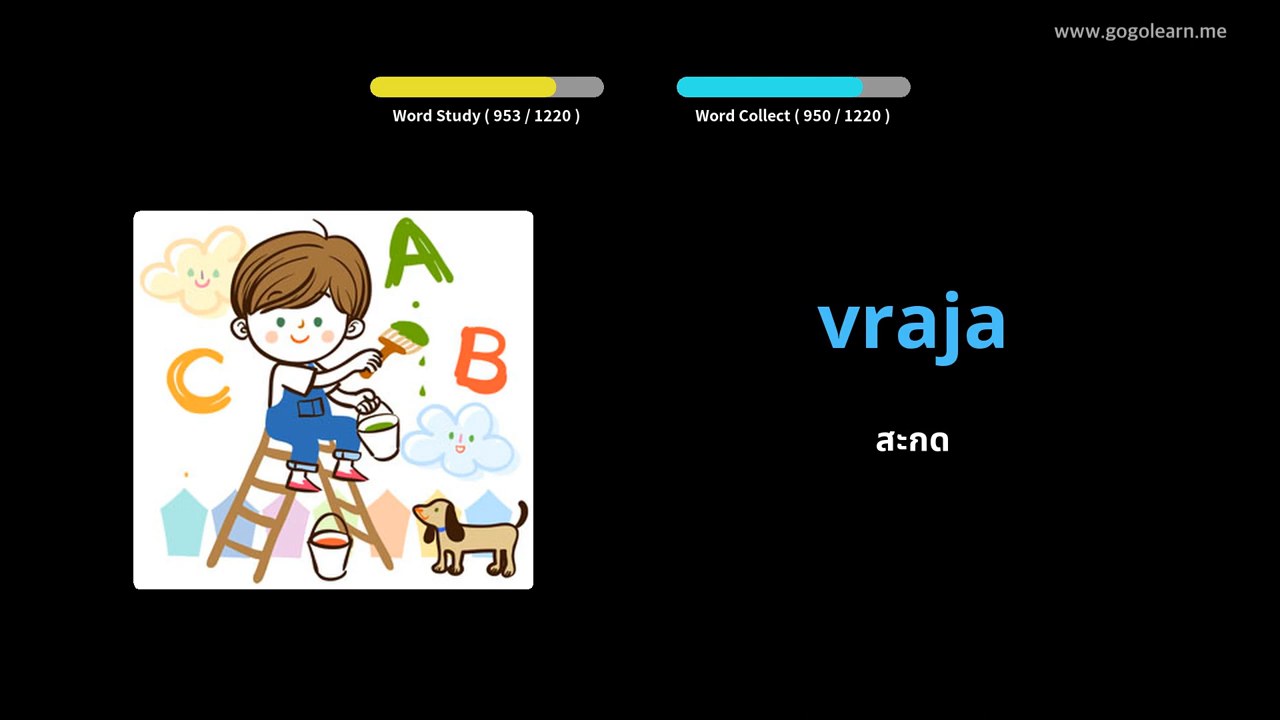 www.gogolearn.me
Word Study ( 953 / 1220 )
Word Collect ( 950 / 1220 )
A
B
C
vraja
สะกด